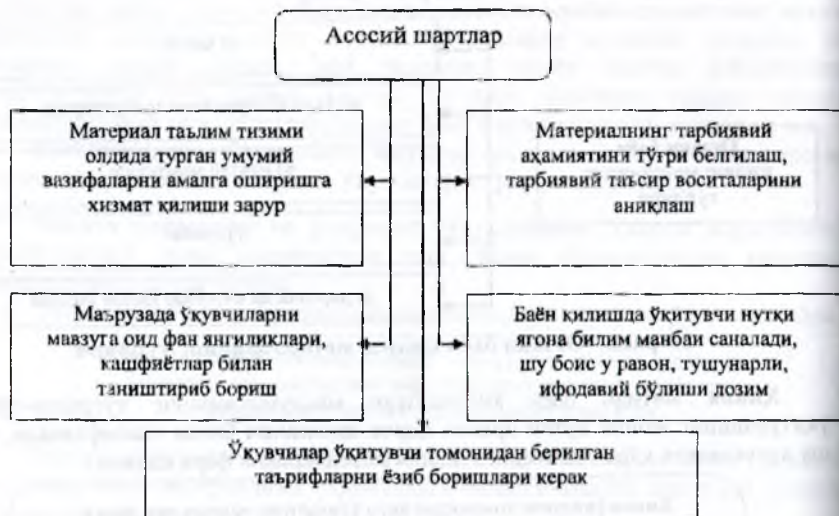 Асосий шартлар
Материал таълим тизими
олдида турган умумий
вазифаларни амалга оширишга
хизмат қилиши зарур
Материалнинг тарбиявий
аҳамиятини тўғри белгилаш,
тарбиявий таъсир воситаларини
аниқлаш
Маърузада ўқувчиларни
мавзуга оид фан янгиликлари,
кашфиётлар билан
таништириб бориш
Баён қилишда ўқитувчи нутқи
ягона билим манбаи саналади,
шу боис у равон, тушунарли,
ифодавий бўлиши лозим
Ўқувчилар ўқитувчи томонидан берилган
таърифларни ёзиб боришлари керак